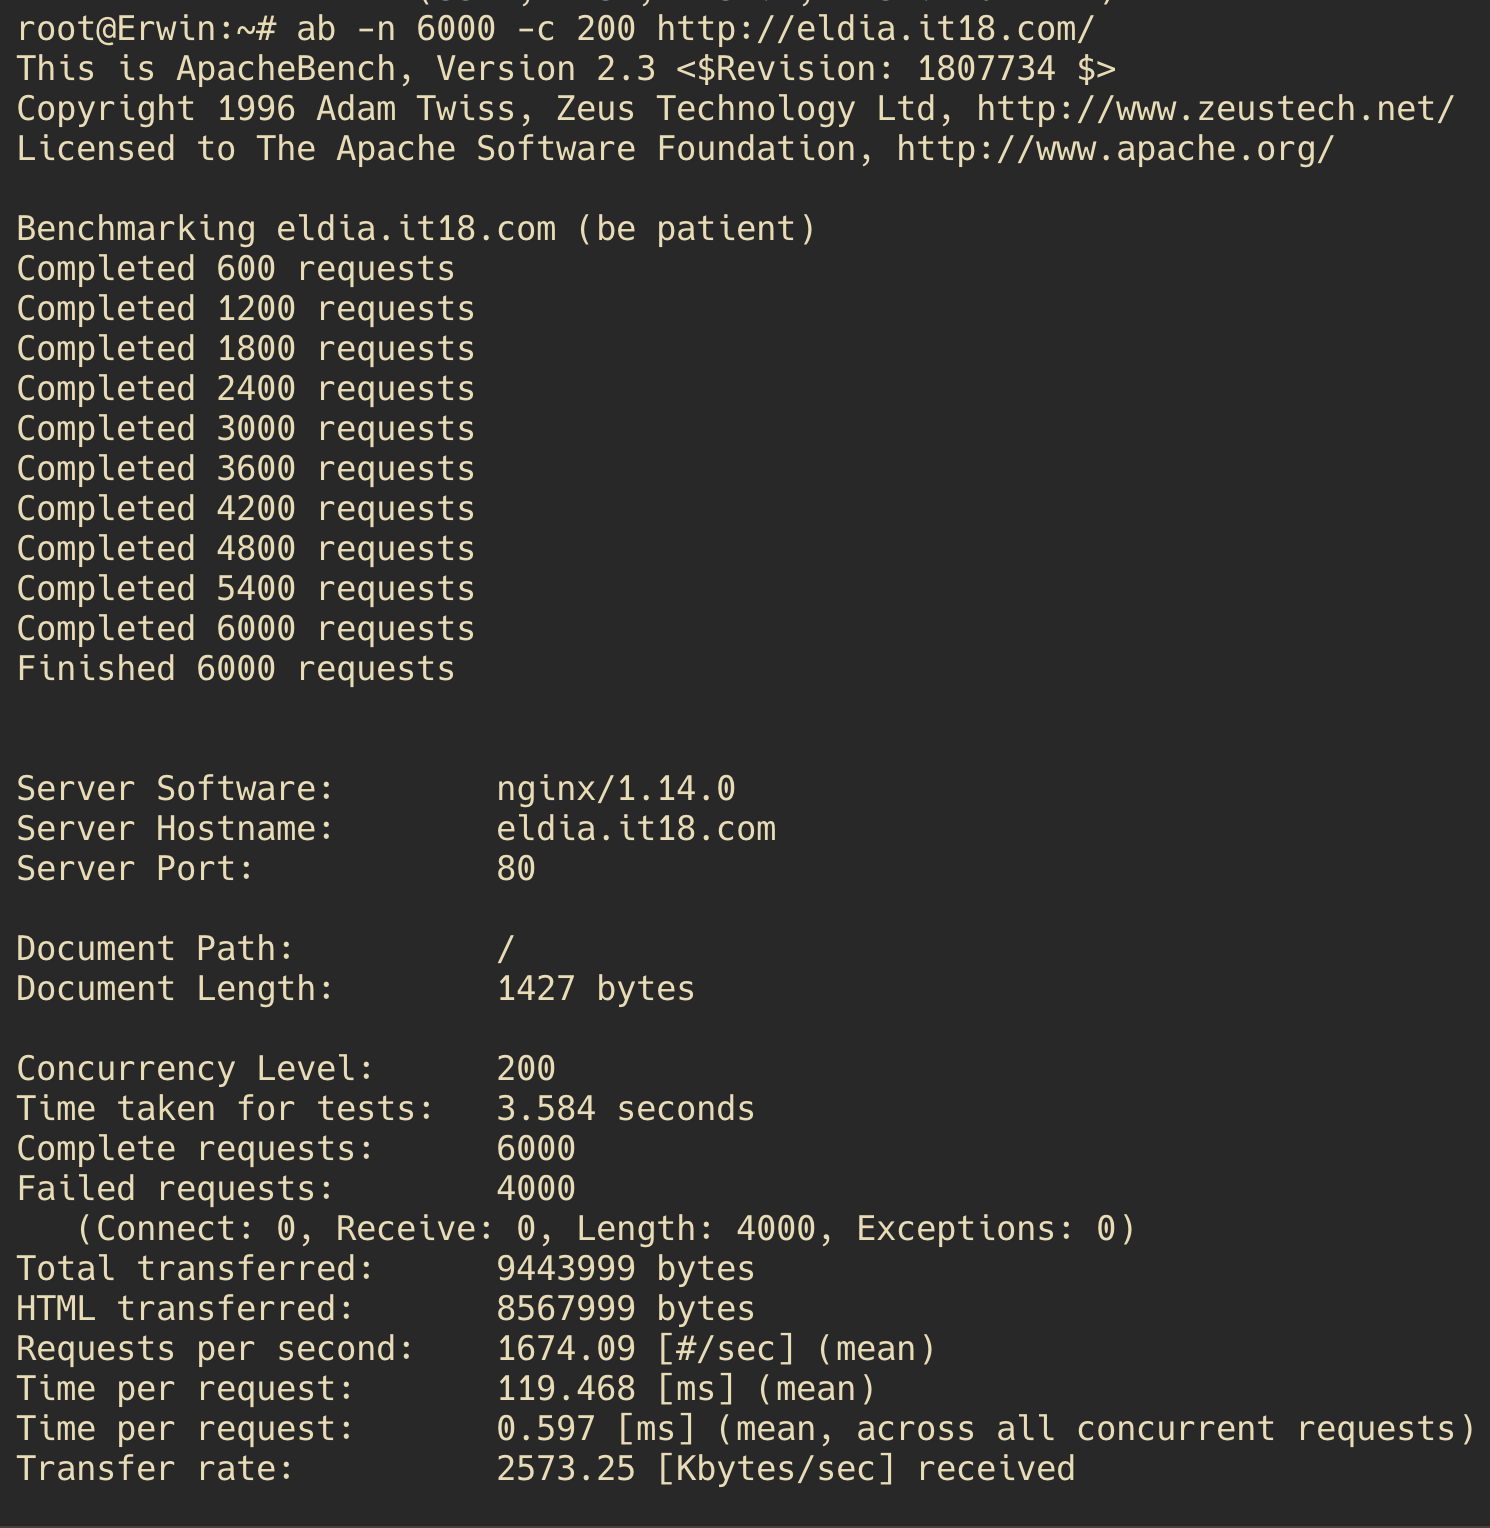 root@Erwin:~# ab -n 6000 -c 200 http://eldia.it18.com/
This is ApacheBench, Version 2.3 <$Revision: 1807734 $>
Copyright 1996 Adam Twiss, Zeus Technology Ltd, http://www.zeustech.net/
Licensed to The Apache Software Foundation, http://www.apache.org/

Benchmarking eldia.it18.com (be patient)
Completed 600 requests
Completed 1200 requests
Completed 1800 requests
Completed 2400 requests
Completed 3000 requests
Completed 3600 requests
Completed 4200 requests
Completed 4800 requests
Completed 5400 requests
Completed 6000 requests
Finished 6000 requests


Server Software:        nginx/1.14.0
Server Hostname:        eldia.it18.com
Server Port:            80

Document Path:          /
Document Length:        1427 bytes

Concurrency Level:      200
Time taken for tests:   3.584 seconds
Complete requests:      6000
Failed requests:        4000
   (Connect: 0, Receive: 0, Length: 4000, Exceptions: 0)
Total transferred:      9443999 bytes
HTML transferred:       8567999 bytes
Requests per second:    1674.09 [#/sec] (mean)
Time per request:       119.468 [ms] (mean)
Time per request:       0.597 [ms] (mean, across all concurrent requests)
Transfer rate:          2573.25 [Kbytes/sec] received